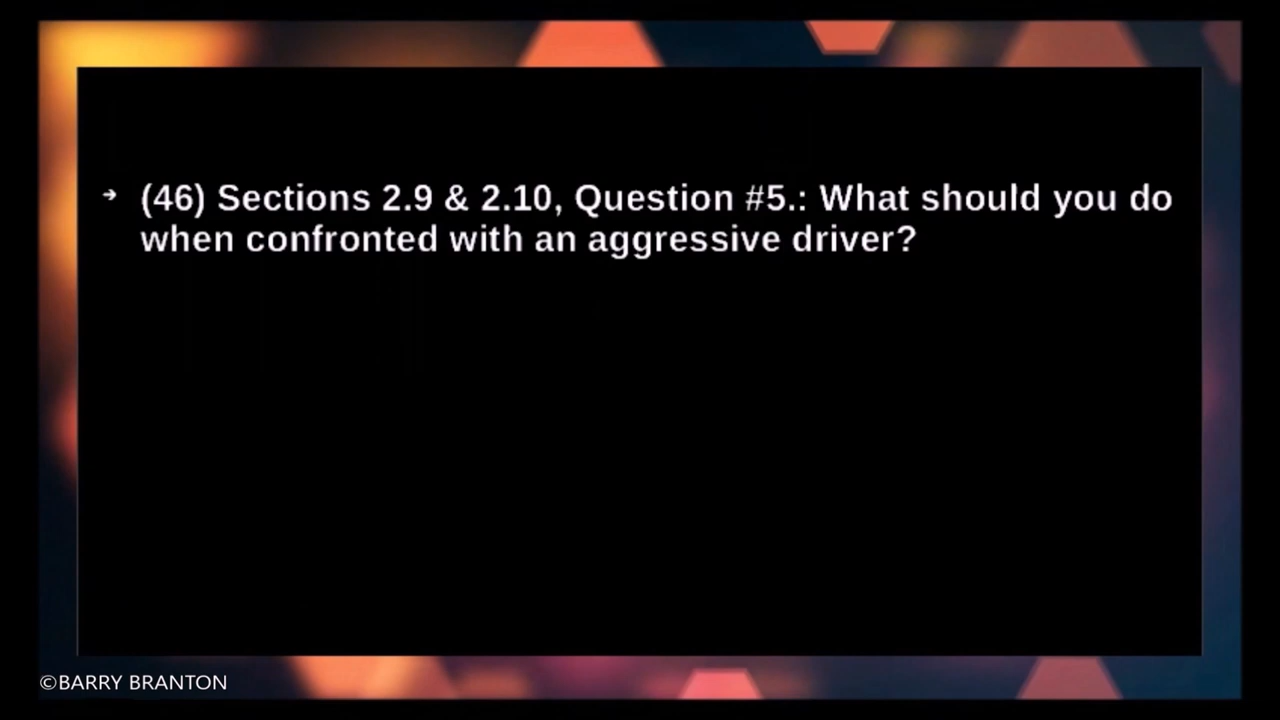 → (46) Sections 2.9 & 2.10, Question #5.: What should you do
when confronted with an aggressive driver?
©BARRY BRANTON